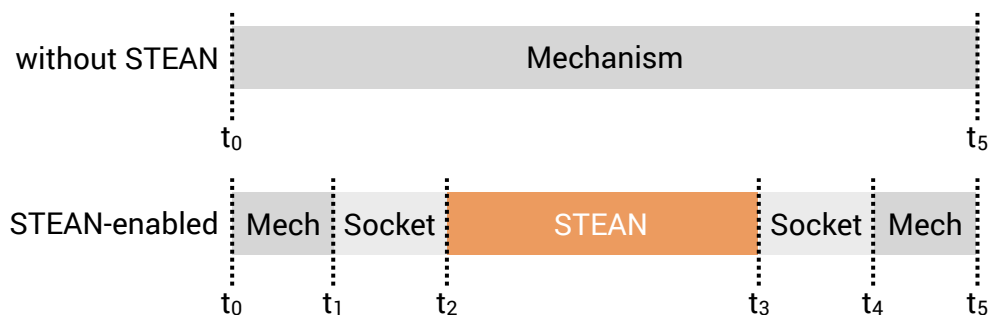 without STEAN Mechanism
t₀ t₅
STEAN-enabled Mech Socket STEAN Socket Mech
t₀ t₁ t₂ t₃ t₄ t₅